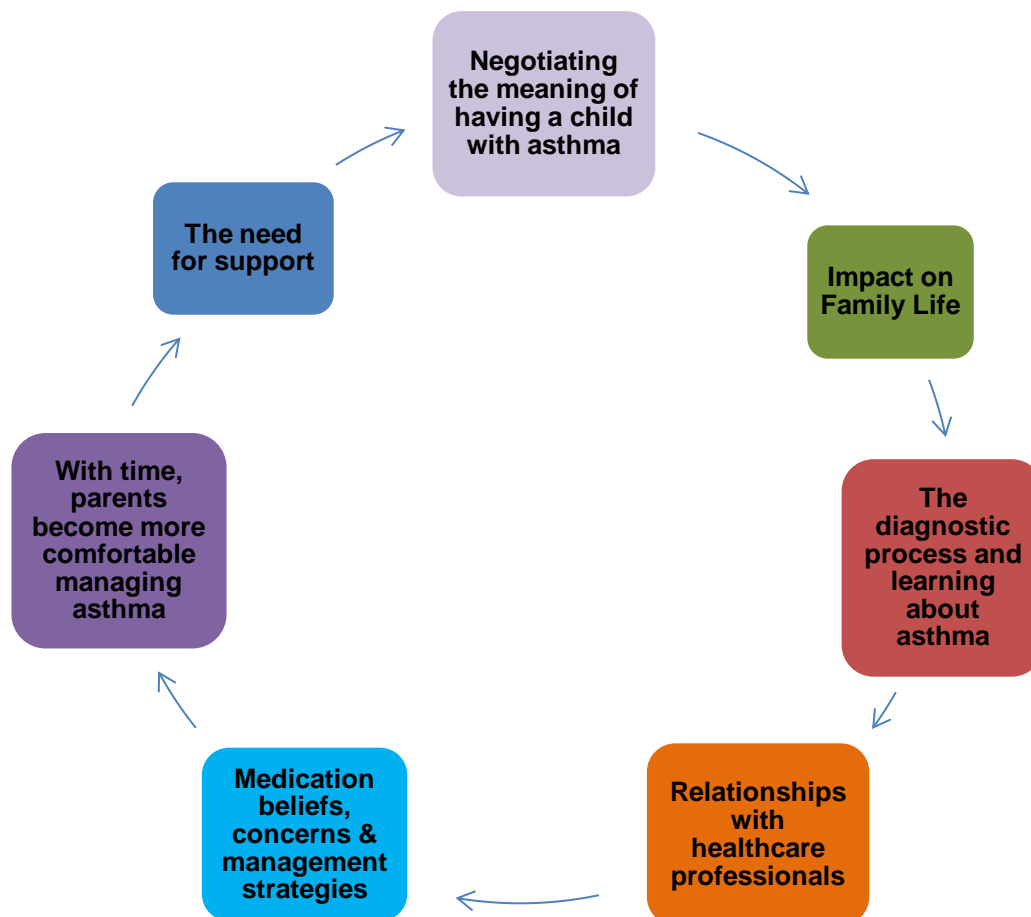 Negotiating
the meaning of
having a child
with asthma
Impact on
Family Life
The
diagnostic
process and
learning
about
asthma
Relationships
with
healthcare
professionals
Medication
beliefs,
concerns &
management
strategies
With time,
parents
become more
comfortable
managing
asthma
The need
for support